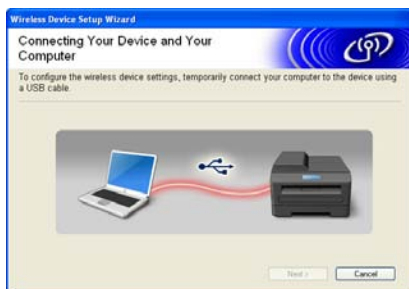 Wireless Device Setup Wizard
Connecting Your Device and Your
Computer
To configure the wireless device settings, temporarily connect your computer to the device using
a USB cable.
Next >
Cancel